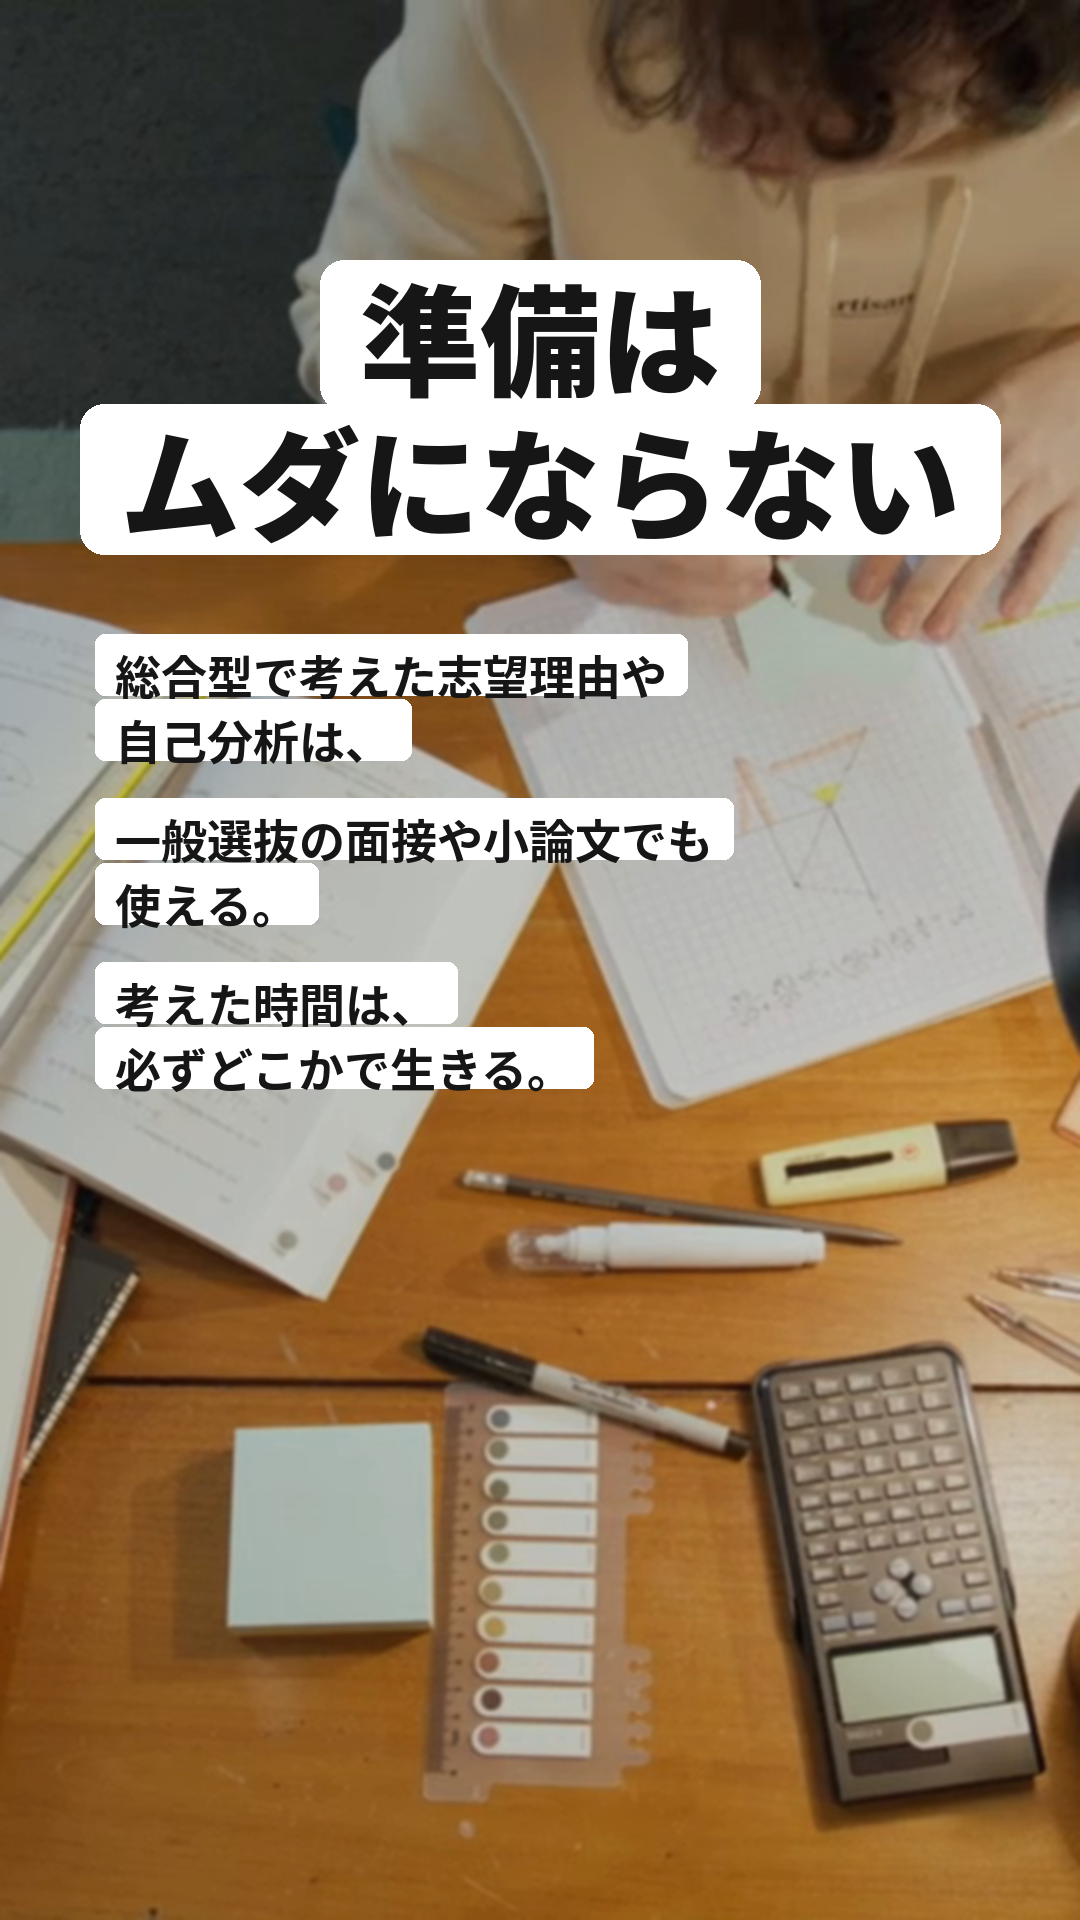 準備は
ムダにならない
総合型で考えた志望理由や
自己分析は、
一般選抜の面接や小論文でも
使える。
考えた時間は、
必ずどこかで生きる。